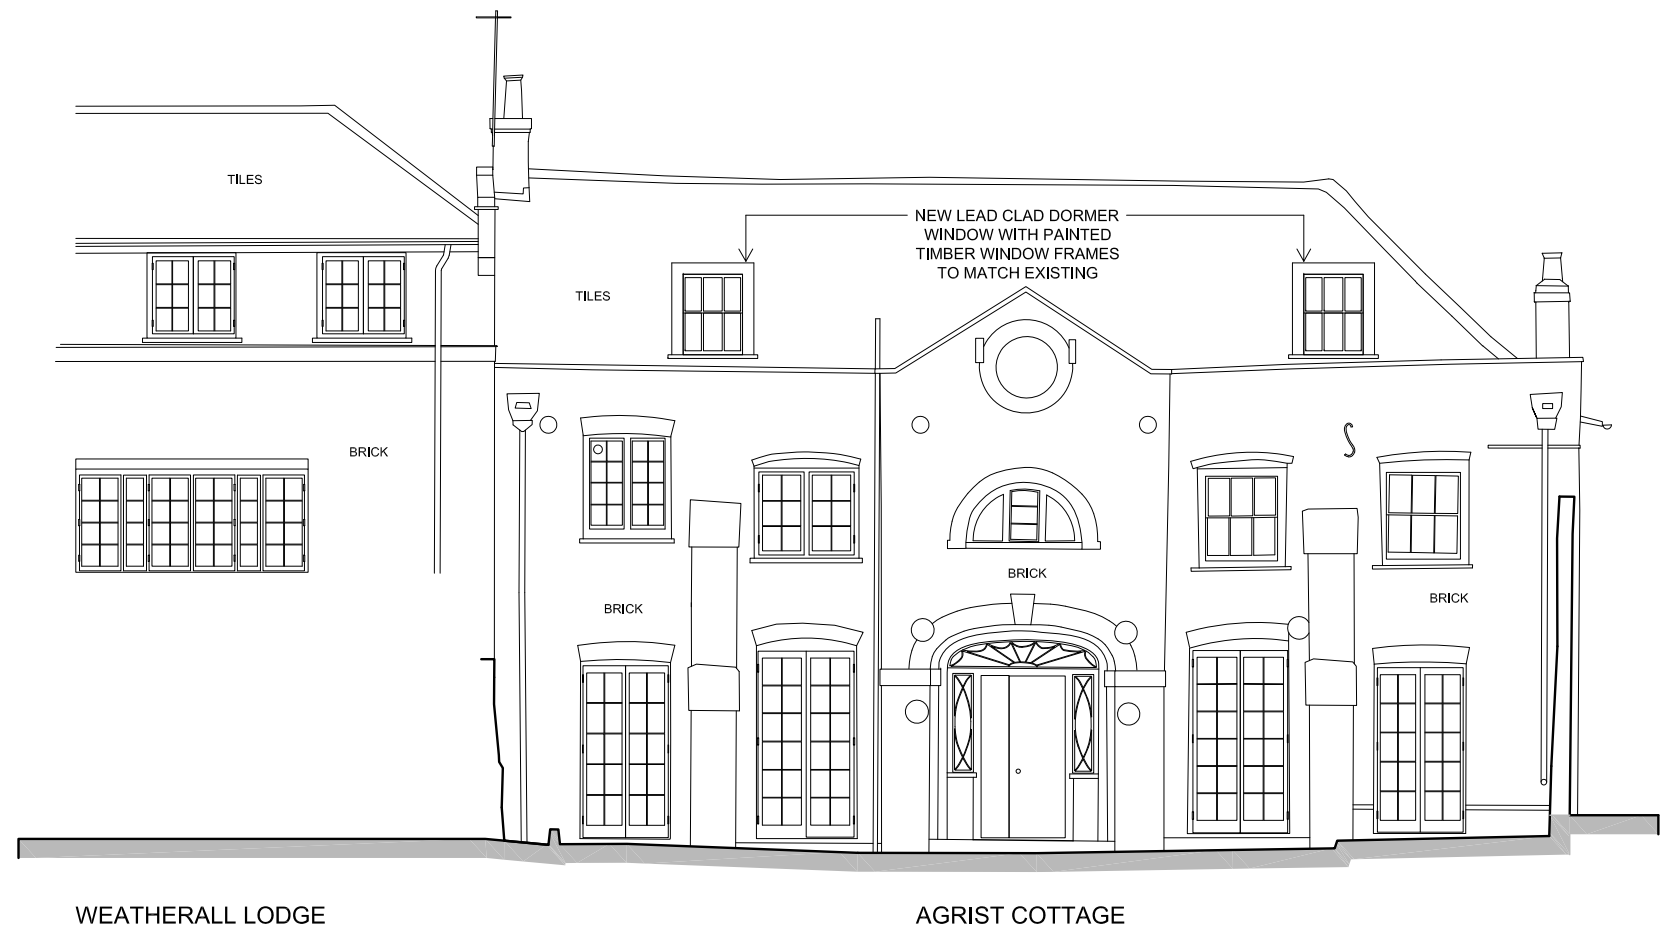 TILES
NEW LEAD CLAD DORMER
WINDOW WITH PAINTED
TIMBER WINDOW FRAMES
TO MATCH EXISTING
TILES
BRICK
BRICK
BRICK
BRICK
WEATHERALL LODGE
AGRIST COTTAGE